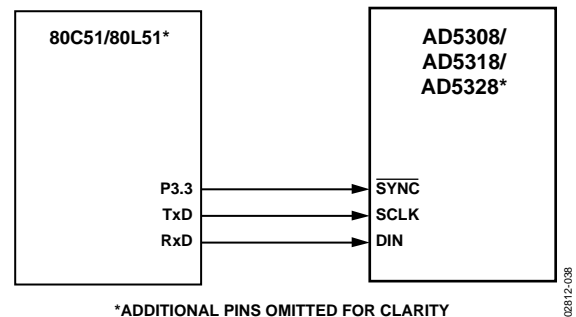 80C51/80L51*
AD5308/
AD5318/
AD5328*
P3.3
SYNC
TxD
SCLK
RxD
DIN
*ADDITIONAL PINS OMITTED FOR CLARITY
02812-038